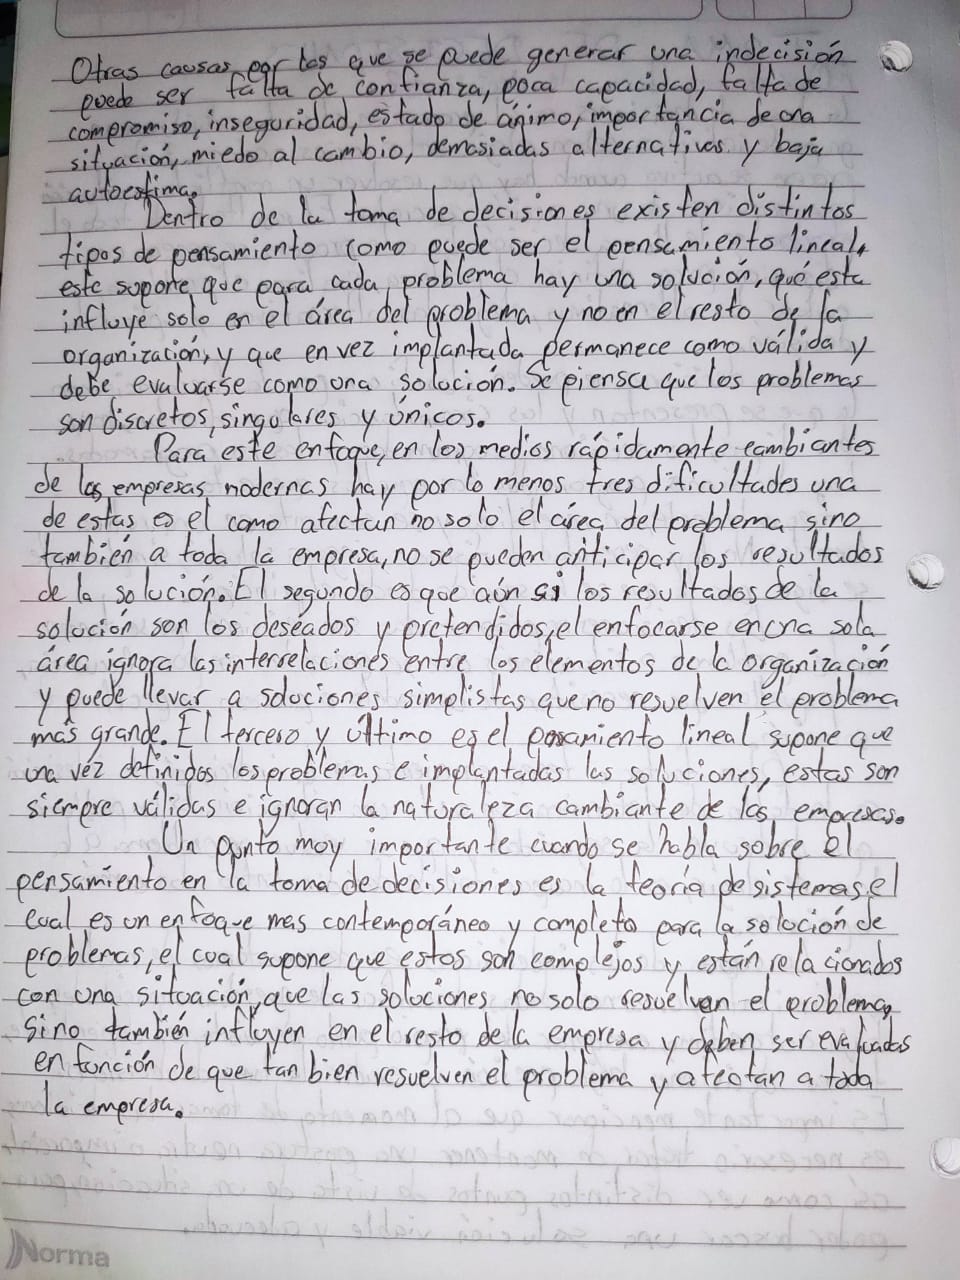 Otras causas por las que se puede generar una indecisión
puede ser falta de confianza, poca capacidad, falta de
compromiso, inseguridad, estado de ánimo, importancia de una
situación, miedo al cambio, demasiadas alternativas y baja
autoestima.
Dentro de la toma de decisiones existen distintos
tipos de pensamiento como puede ser el pensamiento lineal,
este supone que para cada problema hay una solución, qué esta
influye solo en el área del problema y no en el resto de la
organización, y que en vez implantada permanece como válida y
debe evaluarse como una solución. Se piensa que los problemas
son discretos, singulares y únicos.
Para este enfoque, en los medios rápidamente cambiantes
de las empresas modernas hay por lo menos tres dificultades una
de estas es el como afectan no solo el área del problema sino
también a toda la empresa, no se pueden anticipar los resultados
de la solución. El segundo es que aún si los resultados de la
solución son los deseados y pretendidos, el enfocarse en una sola
área ignora las interrelaciones entre los elementos de la organización
y puede llevar a soluciones simplistas que no resuelven el problema
más grande. El tercero y último es el pensamiento lineal supone que
una vez definidos los problemas e implantadas las soluciones, estas son
siempre válidas e ignoran la naturaleza cambiante de las empresas.
Un punto muy importante cuando se habla sobre el
pensamiento en la toma de decisiones es la teoría de sistemas, el
cual es un enfoque mas contemporáneo y completo para la solución de
problemas, el cual supone que estos son complejos y están relacionados
con una situación, que las soluciones no solo resuelven el problema,
sino también influyen en el resto de la empresa y deben ser evaluadas
en función de que tan bien resuelven el problema y afectan a toda
la empresa.
Norma